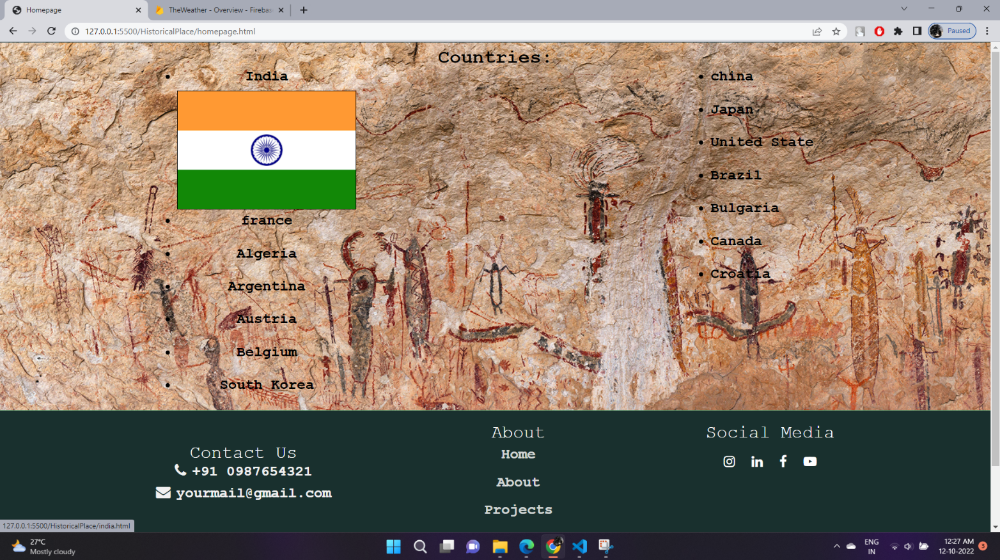 Homepage
TheWeather - Overview - Firebas
127.0.0.1:5500/HistoricalPlace/homepage.html
Paused
Countries:
India
france
Algeria
Argentina
Austria
Belgium
South Korea
china
Japan
United State
Brazil
Bulgaria
Canada
Croatia
Contact Us
+91 0987654321
yourmail@gmail.com
About
Home
About
Projects
Social Media
127.0.0.1:5500/HistoricalPlace/india.html
27°C
Mostly cloudy
ENG
IN
12:27 AM
12-10-2022
3